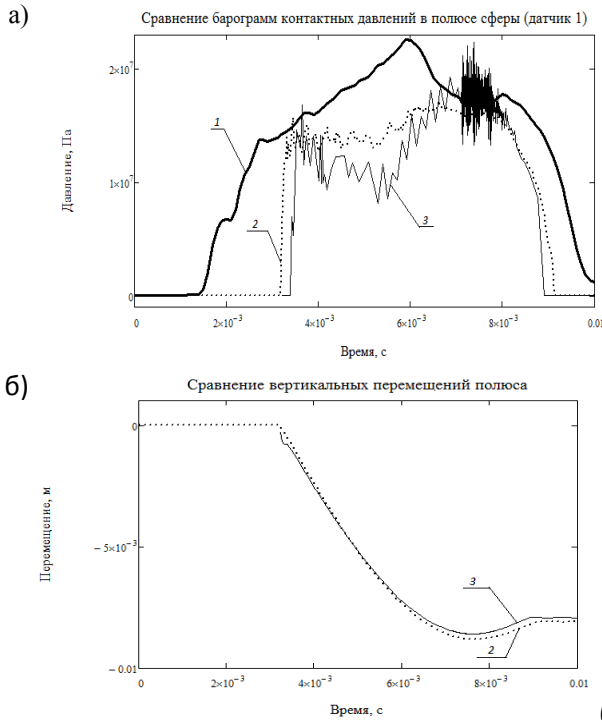 а)
Сравнение барограмм контактных давлений в полюсе сферы (датчик 1)
Давление, Па
2×10⁷
1×10⁷
0
1
2
3
0 2×10⁻³ 4×10⁻³ 6×10⁻³ 8×10⁻³ 0.01
Время, с
б)
Сравнение вертикальных перемещений полюса
Перемещение, м
0
−5×10⁻³
−0.01
3
2
0 2×10⁻³ 4×10⁻³ 6×10⁻³ 8×10⁻³ 0.01
Время, с